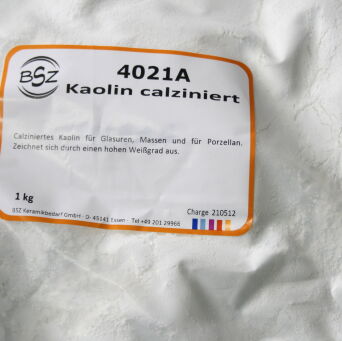 BSZ
4021A
Kaolin calziniert
Calziniertes Kaolin für Glasuren, Massen und für Porzellan.
Zeichnet sich durch einen hohen Weißgrad aus.
1 kg
Charge 210512
BSZ Keramikbedarf GmbH - D- 45141 Essen - Tel +49 201 29966